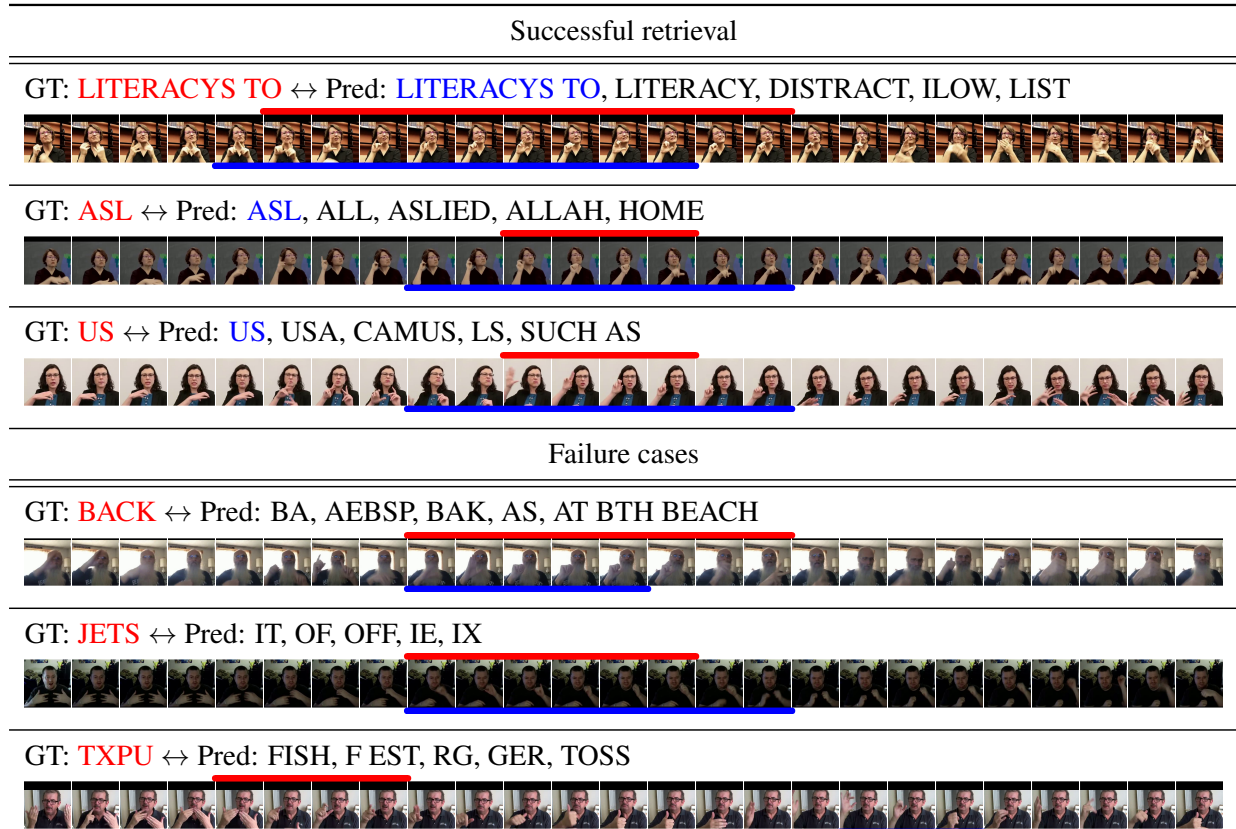 Successful retrieval
GT: LITERACYS TO ↔ Pred: LITERACYS TO, LITERACY, DISTRACT, ILOW, LIST
GT: ASL ↔ Pred: ASL, ALL, ASLIED, ALLAH, HOME
GT: US ↔ Pred: US, USA, CAMUS, LS, SUCH AS
Failure cases
GT: BACK ↔ Pred: BA, AEBSP, BAK, AS, AT BTH BEACH
GT: JETS ↔ Pred: IT, OF, OFF, IE, IX
GT: TXPU ↔ Pred: FISH, F EST, RG, GER, TOSS